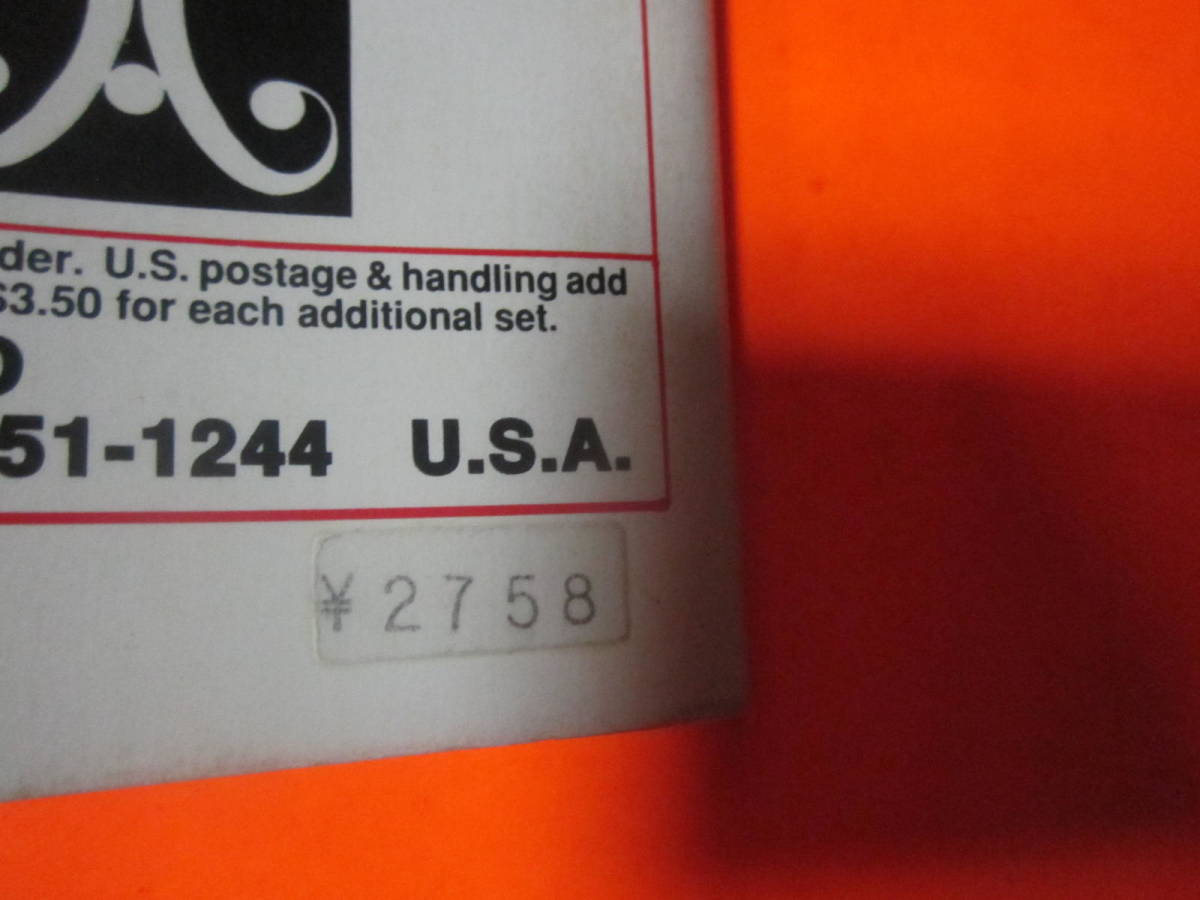 der. U.S. postage & handling add
$3.50 for each additional set.
51-1244 U.S.A.
¥2758